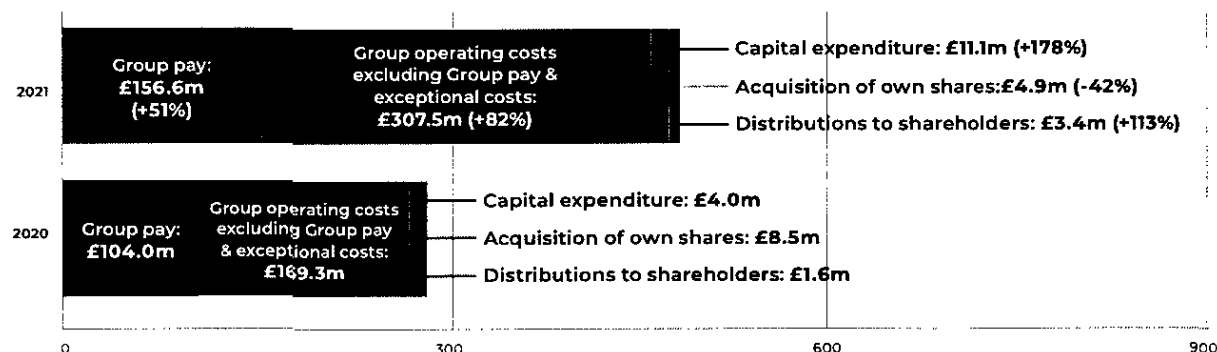 2021
Group pay:
£156.6m
(+51%)
Group operating costs
excluding Group pay &
exceptional costs:
£307.5m (+82%)
Capital expenditure: £11.1m (+178%)
Acquisition of own shares:£4.9m (-42%)
Distributions to shareholders: £3.4m (+113%)
2020
Group pay:
£104.0m
Group operating costs
excluding Group pay
& exceptional costs:
£169.3m
Capital expenditure: £4.0m
Acquisition of own shares: £8.5m
Distributions to shareholders: £1.6m
0 300 600 900